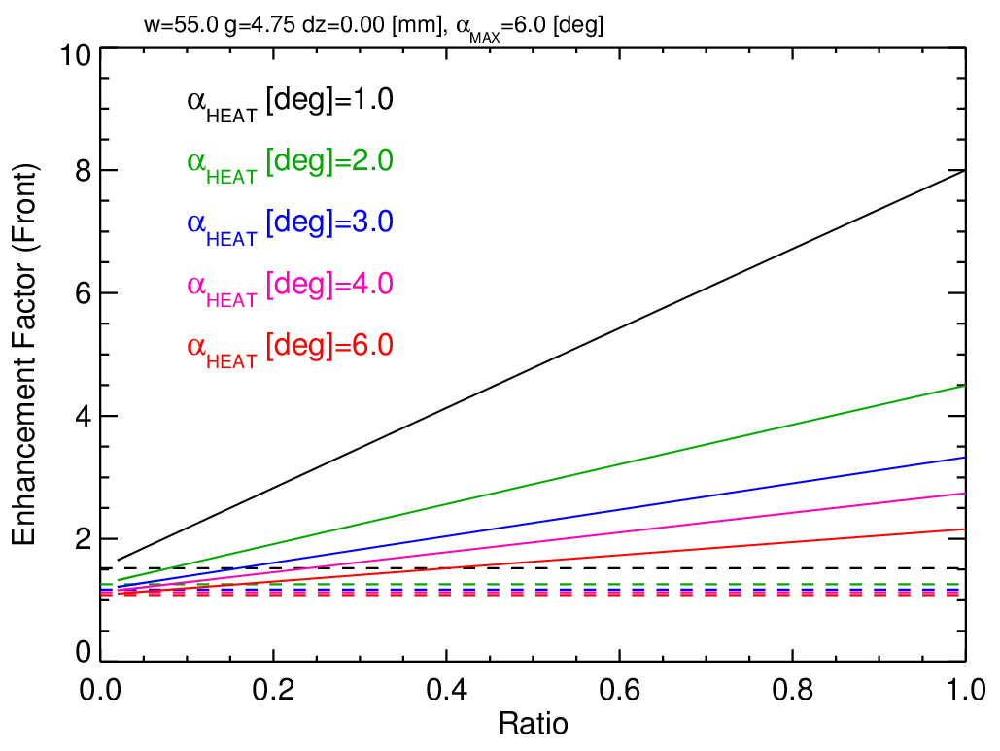 w=55.0 g=4.75 dz=0.00 [mm], αMAX=6.0 [deg]
10
8
6
4
2
0
Enhancement Factor (Front)
αHEAT [deg]=1.0
αHEAT [deg]=2.0
αHEAT [deg]=3.0
αHEAT [deg]=4.0
αHEAT [deg]=6.0
0.0 0.2 0.4 0.6 0.8 1.0
Ratio